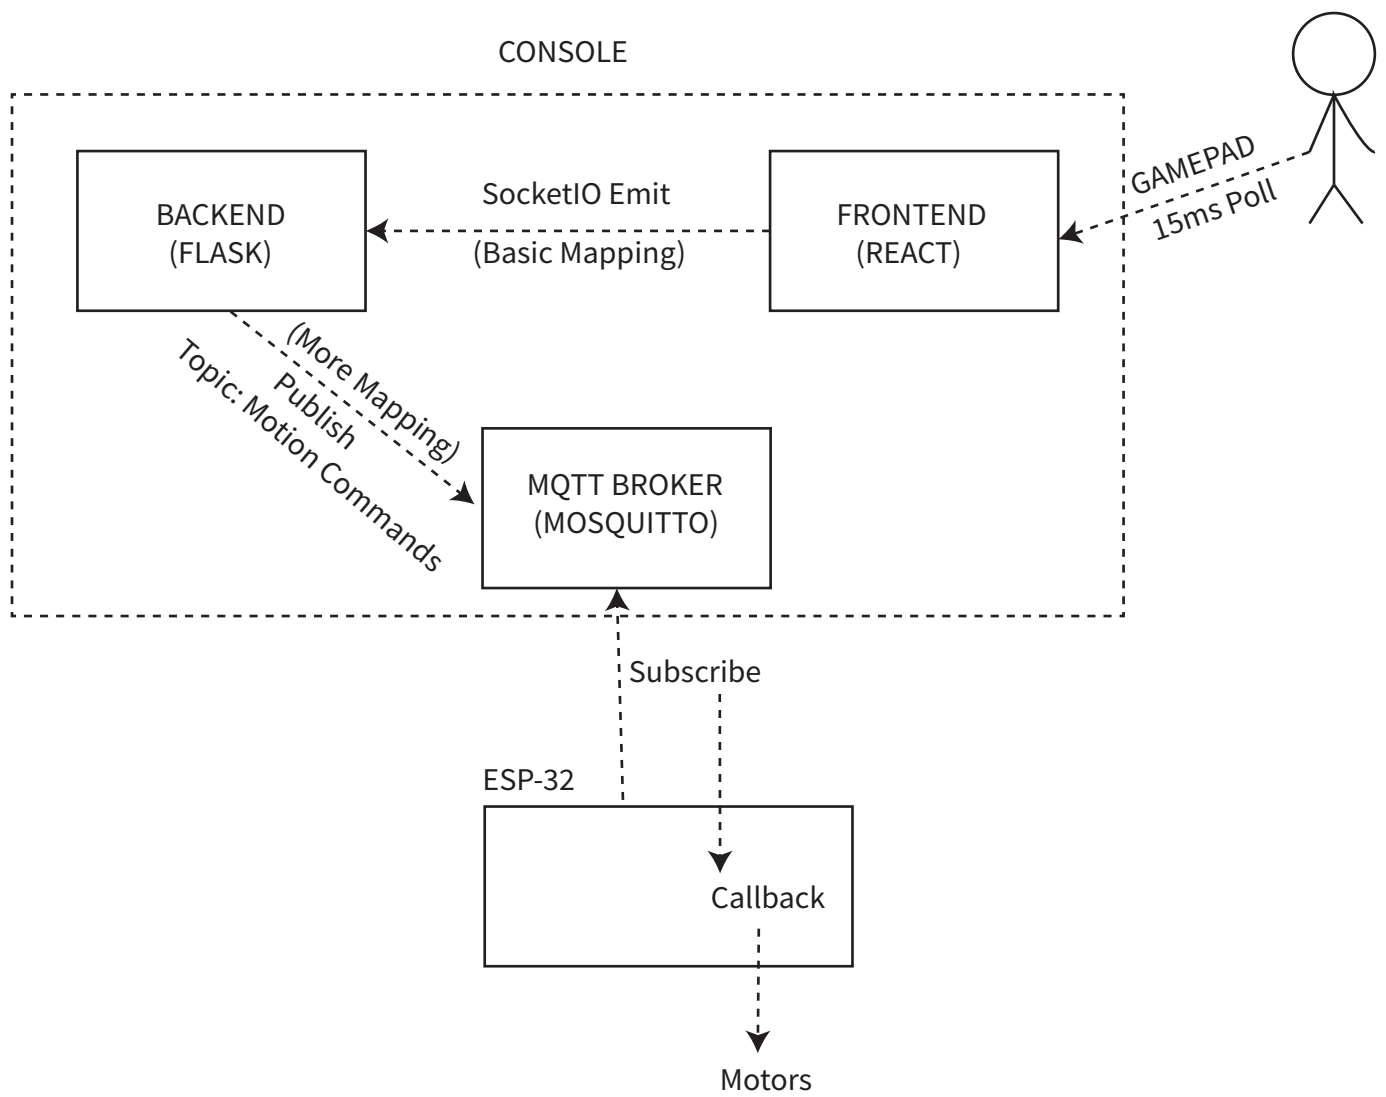 CONSOLE
GAMEPAD
15ms Poll
BACKEND
(FLASK)
SocketIO Emit
(Basic Mapping)
FRONTEND
(REACT)
(More Mapping)
Publish
Topic: Motion Commands
MQTT BROKER
(MOSQUITTO)
Subscribe
ESP-32
Callback
Motors